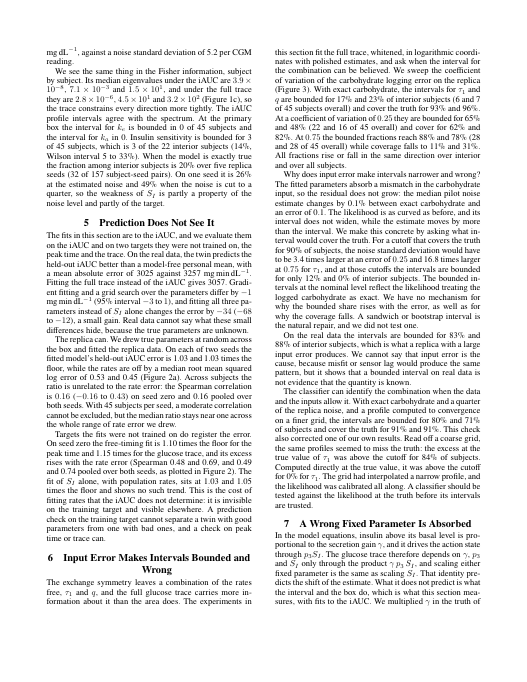 mg dL⁻¹, against a noise standard deviation of 5.2 per CGM
reading.
We see the same thing in the Fisher information, subject
by subject. Its median eigenvalues under the iAUC are 3.9 ×
10⁻⁸, 7.1 × 10⁻³ and 1.5 × 10¹, and under the full trace
they are 2.8 × 10⁻⁶, 4.5 × 10¹ and 3.2 × 10² (Figure 1c), so
the trace constrains every direction more tightly. The iAUC
profile intervals agree with the spectrum. At the primary
box the interval for kₑ is bounded in 0 of 45 subjects and
the interval for kₐ in 0. Insulin sensitivity is bounded for 3
of 45 subjects, which is 3 of the 22 interior subjects (14%,
Wilson interval 5 to 33%). When the model is exactly true
the fraction among interior subjects is 20% over five replica
seeds (32 of 157 subject-seed pairs). On one seed it is 26%
at the estimated noise and 49% when the noise is cut to a
quarter, so the weakness of S_I is partly a property of the
noise level and partly of the target.
5 Prediction Does Not See It
The fits in this section are to the iAUC, and we evaluate them
on the iAUC and on two targets they were not trained on, the
peak time and the trace. On the real data, the twin predicts the
held-out iAUC better than a model-free personal mean, with
a mean absolute error of 3025 against 3257 mg min dL⁻¹.
Fitting the full trace instead of the iAUC gives 3057. Gradi-
ent fitting and a grid search over the parameters differ by −1
mg min dL⁻¹ (95% interval −3 to 1), and fitting all three pa-
rameters instead of S_I alone changes the error by −34 (−68
to −12), a small gain. Real data cannot say what these small
differences hide, because the true parameters are unknown.
The replica can. We drew true parameters at random across
the box and fitted the replica data. On each of two seeds the
fitted model's held-out iAUC error is 1.03 and 1.03 times the
floor, while the rates are off by a median root mean squared
log error of 0.53 and 0.45 (Figure 2a). Across subjects the
ratio is unrelated to the rate error: the Spearman correlation
is 0.16 (−0.16 to 0.43) on seed zero and 0.16 pooled over
both seeds. With 45 subjects per seed, a moderate correlation
cannot be excluded, but the median ratio stays near one across
the whole range of rate error we drew.
Targets the fits were not trained on do register the error.
On seed zero the free-timing fit is 1.10 times the floor for the
peak time and 1.15 times for the glucose trace, and its excess
rises with the rate error (Spearman 0.48 and 0.69, and 0.49
and 0.74 pooled over both seeds, as plotted in Figure 2). The
fit of S_I alone, with population rates, sits at 1.03 and 1.05
times the floor and shows no such trend. This is the cost of
fitting rates that the iAUC does not determine: it is invisible
on the training target and visible elsewhere. A prediction
check on the training target cannot separate a twin with good
parameters from one with bad ones, and a check on peak
time or trace can.
6 Input Error Makes Intervals Bounded and
Wrong
The exchange symmetry leaves a combination of the rates
free, τ₁ and q, and the full glucose trace carries more in-
formation about it than the area does. The experiments in
this section fit the full trace, whitened, in logarithmic coordi-
nates with polished estimates, and ask when the interval for
the combination can be believed. We sweep the coefficient
of variation of the carbohydrate logging error on the replica
(Figure 3). With exact carbohydrate, the intervals for τ₁ and
q are bounded for 17% and 23% of interior subjects (6 and 7
of 45 subjects overall) and cover the truth for 93% and 96%.
At a coefficient of variation of 0.25 they are bounded for 65%
and 48% (22 and 16 of 45 overall) and cover for 62% and
82%. At 0.75 the bounded fractions reach 88% and 78% (28
and 28 of 45 overall) while coverage falls to 11% and 31%.
All fractions rise or fall in the same direction over interior
and over all subjects.
Why does input error make intervals narrower and wrong?
The fitted parameters absorb a mismatch in the carbohydrate
input, so the residual does not grow: the median pilot noise
estimate changes by 0.1% between exact carbohydrate and
an error of 0.1. The likelihood is as curved as before, and its
interval does not widen, while the estimate moves by more
than the interval. We make this concrete by asking what in-
terval would cover the truth. For a cutoff that covers the truth
for 90% of subjects, the noise standard deviation would have
to be 3.4 times larger at an error of 0.25 and 16.8 times larger
at 0.75 for τ₁, and at those cutoffs the intervals are bounded
for only 12% and 0% of interior subjects. The bounded in-
tervals at the nominal level reflect the likelihood treating the
logged carbohydrate as exact. We have no mechanism for
why the bounded share rises with the error, as well as for
why the coverage falls. A sandwich or bootstrap interval is
the natural repair, and we did not test one.
On the real data the intervals are bounded for 83% and
88% of interior subjects, which is what a replica with a large
input error produces. We cannot say that input error is the
cause, because misfit or sensor lag would produce the same
pattern, but it shows that a bounded interval on real data is
not evidence that the quantity is known.
The classifier can identify the combination when the data
and the inputs allow it. With exact carbohydrate and a quarter
of the replica noise, and a profile computed to convergence
on a finer grid, the intervals are bounded for 80% and 71%
of subjects and cover the truth for 91% and 91%. This check
also corrected one of our own results. Read off a coarse grid,
the same profiles seemed to miss the truth: the excess at the
true value of τ₁ was above the cutoff for 84% of subjects.
Computed directly at the true value, it was above the cutoff
for 0% for τ₁. The grid had interpolated a narrow profile, and
the likelihood was calibrated all along. A classifier should be
tested against the likelihood at the truth before its intervals
are trusted.
7 A Wrong Fixed Parameter Is Absorbed
In the model equations, insulin above its basal level is pro-
portional to the secretion gain γ, and it drives the action state
through p₃S_I. The glucose trace therefore depends on γ, p₃
and S_I only through the product γ p₃ S_I, and scaling either
fixed parameter is the same as scaling S_I. That identity pre-
dicts the shift of the estimate. What it does not predict is what
the interval and the box do, which is what this section mea-
sures, with fits to the iAUC. We multiplied γ in the truth of